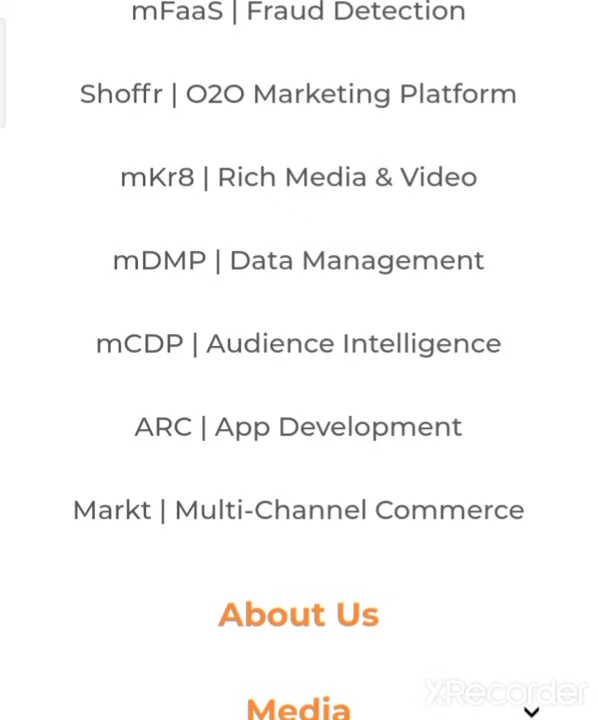 mFaaS | Fraud Detection
Shoffr | O2O Marketing Platform
mKr8 | Rich Media & Video
mDMP | Data Management
mCDP | Audience Intelligence
ARC | App Development
Markt | Multi-Channel Commerce
About Us
Media
XRecorder